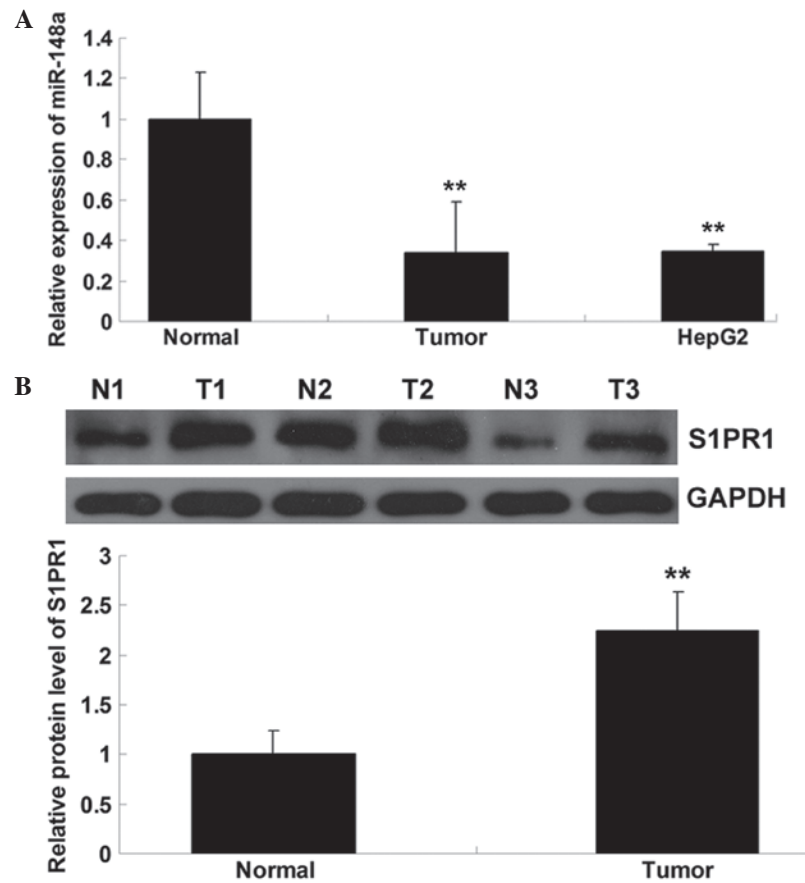 A
Relative expression of miR-148a
1.4
1.2
1
0.8
0.6
0.4
0.2
0
**
**
Normal Tumor HepG2
B
N1 T1 N2 T2 N3 T3
S1PR1
GAPDH
Relative protein level of S1PR1
3
2.5
2
1.5
1
0.5
0
**
Normal Tumor